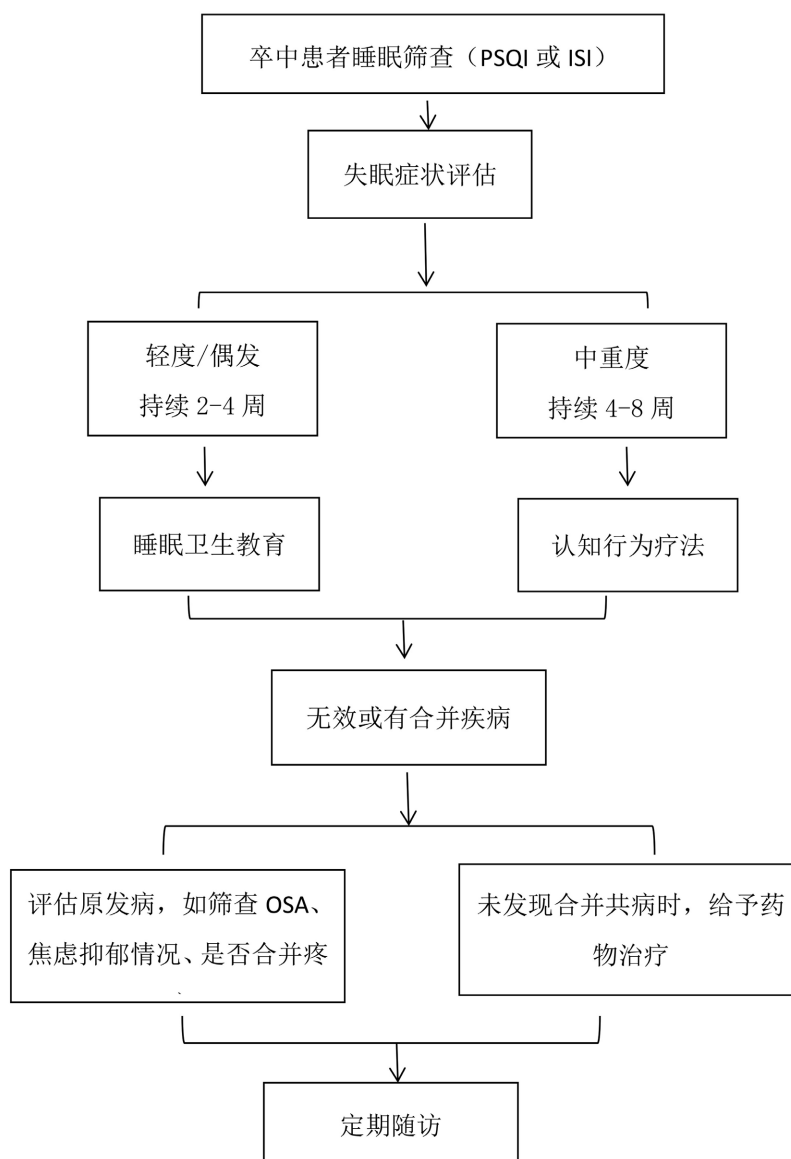 卒中患者睡眠筛查（PSQI 或 ISI）
失眠症状评估
轻度/偶发
持续 2-4 周
中重度
持续 4-8 周
睡眠卫生教育
认知行为疗法
无效或有合并疾病
评估原发病，如筛查 OSA、
焦虑抑郁情况、是否合并疼
未发现合并共病时，给予药
物治疗
定期随访